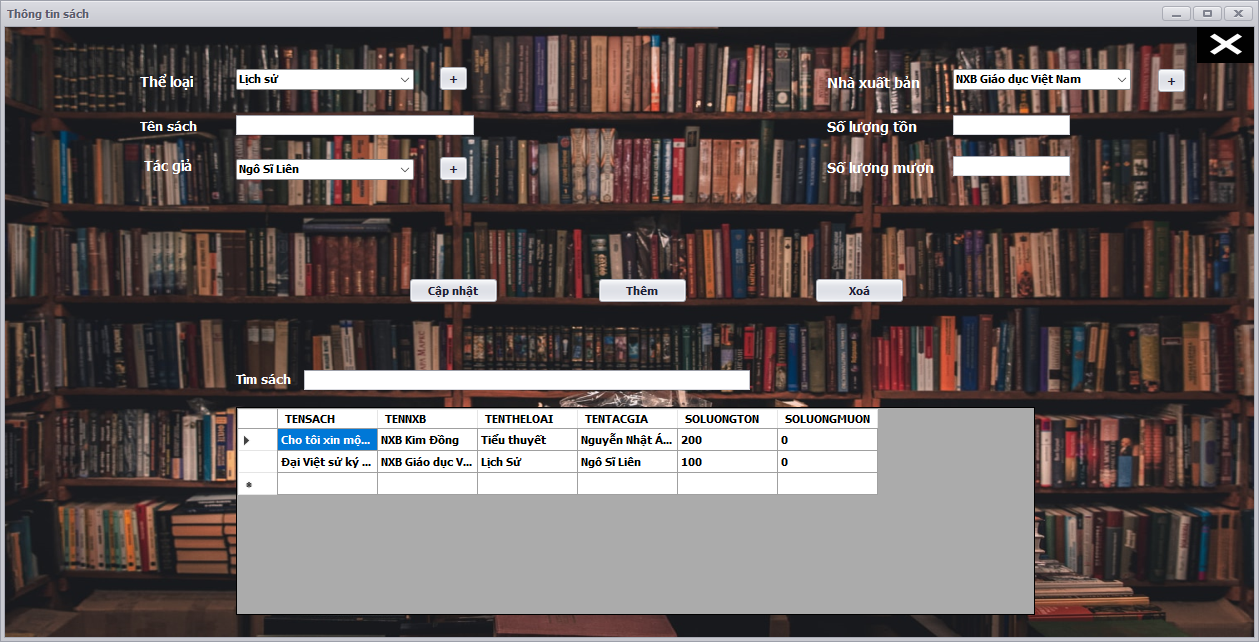 Thông tin sách
Thể loại Lịch sử + Nhà xuất bản NXB Giáo dục Việt Nam +
Tên sách Số lượng tồn
Tác giả Ngô Sĩ Liên + Số lượng mượn
Cập nhật Thêm Xoá
Tìm sách
TENSACH TENNXB TENTHELOAI TENTACGIA SOLUONGTON SOLUONGMUON
Cho tôi xin mộ... NXB Kim Đồng Tiểu thuyết Nguyễn Nhật Á... 200 0
Đại Việt sử ký ... NXB Giáo dục V... Lịch Sử Ngô Sĩ Liên 100 0